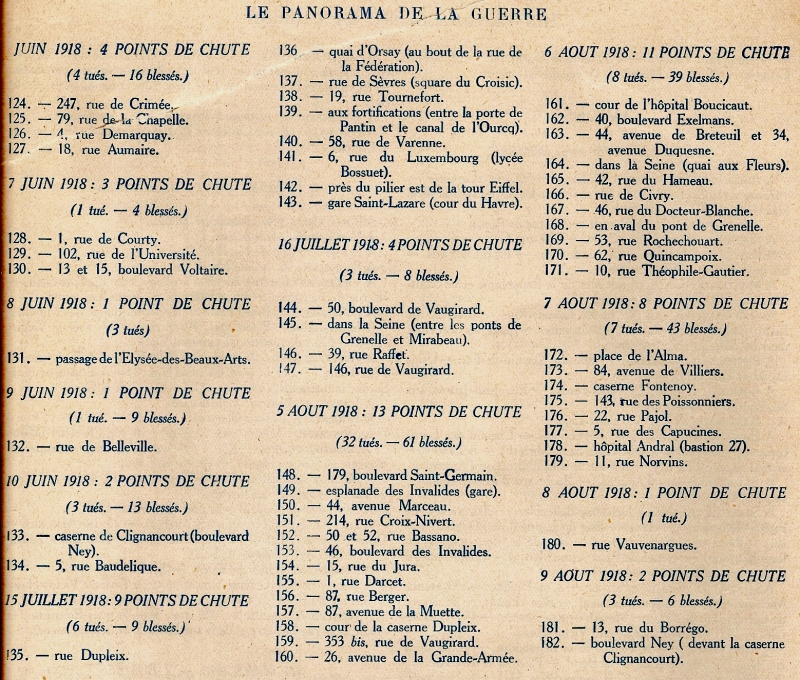 LE PANORAMA DE LA GUERRE
JUIN 1918 : 4 POINTS DE CHUTE
(4 tués. — 16 blessés.)
124. — 247, rue de Crimée.
125. — 79, rue de la Chapelle.
126. — 4, rue Demarquay.
127. — 18, rue Aumaire.
7 JUIN 1918 : 3 POINTS DE CHUTE
(1 tué. — 4 blessés.)
128. — 1, rue de Courty.
129. — 102, rue de l'Université.
130. — 13 et 15, boulevard Voltaire.
8 JUIN 1918 : 1 POINT DE CHUTE
(3 tués)
131. — passage de l'Elysée-des-Beaux-Arts.
9 JUIN 1918 : 1 POINT DE CHUTE
(1 tué. — 9 blessés.)
132. — rue de Belleville.
10 JUIN 1918 : 2 POINTS DE CHUTE
(3 tués. — 13 blessés.)
133. — caserne de Clignancourt (boulevard
Ney).
134. — 5, rue Baudelique.
15 JUILLET 1918 : 9 POINTS DE CHUTE
(6 tués. — 9 blessés.)
135. — rue Dupleix.
136 — quai d'Orsay (au bout de la rue de
la Fédération).
137. — rue de Sèvres (square du Croisic).
138. — 19, rue Tournefort.
139. — aux fortifications (entre la porte de
Pantin et le canal de l'Ourcq).
140. — 58, rue de Varenne.
141. — 6, rue du Luxembourg (lycée
Bossuet).
142. — près du pilier est de la tour Eiffel.
143. — gare Saint-Lazare (cour du Havre).
16 JUILLET 1918 : 4 POINTS DE CHUTE
(3 tués. — 8 blessés.)
144. — 50, boulevard de Vaugirard.
145. — dans la Seine (entre les ponts de
Grenelle et Mirabeau).
146. — 39, rue Raffet.
147. — 146, rue de Vaugirard.
5 AOUT 1918 : 13 POINTS DE CHUTE
(32 tués. — 61 blessés.)
148. — 179, boulevard Saint-Germain.
149. — esplanade des Invalides (gare).
150. — 44, avenue Marceau.
151. — 214, rue Croix-Nivert.
152. — 50 et 52, rue Bassano.
153. — 46, boulevard des Invalides.
154. — 15, rue du Jura.
155. — 1, rue Darcet.
156. — 87, rue Berger.
157. — 87, avenue de la Muette.
158. — cour de la caserne Dupleix.
159. — 353 bis, rue de Vaugirard.
160. — 26, avenue de la Grande-Armée.
6 AOUT 1918 : 11 POINTS DE CHUTE
(8 tués. — 39 blessés.)
161. — cour de l'hôpital Boucicaut.
162. — 40, boulevard Exelmans.
163. — 44, avenue de Breteuil et 34,
avenue Duquesne.
164. — dans la Seine (quai aux Fleurs).
165. — 42, rue du Hameau.
166. — rue de Civry.
167. — 46, rue du Docteur-Blanche.
168. — en aval du pont de Grenelle.
169. — 53, rue Rochechouart.
170. — 62, rue Quincampoix.
171. — 10, rue Théophile-Gautier.
7 AOUT 1918 : 8 POINTS DE CHUTE
(7 tués. — 43 blessés.)
172. — place de l'Alma.
173. — 84, avenue de Villiers.
174. — caserne Fontenoy.
175. — 143, rue des Poissonniers.
176. — 22, rue Pajol.
177. — 5, rue des Capucines.
178. — hôpital Andral (bastion 27).
179. — 11, rue Norvins.
8 AOUT 1918 : 1 POINT DE CHUTE
(1 tué.)
180. — rue Vauvenargues.
9 AOUT 1918 : 2 POINTS DE CHUTE
(3 tués. — 6 blessés.)
181. — 13, rue du Borrégo.
182. — boulevard Ney ( devant la caserne
Clignancourt).